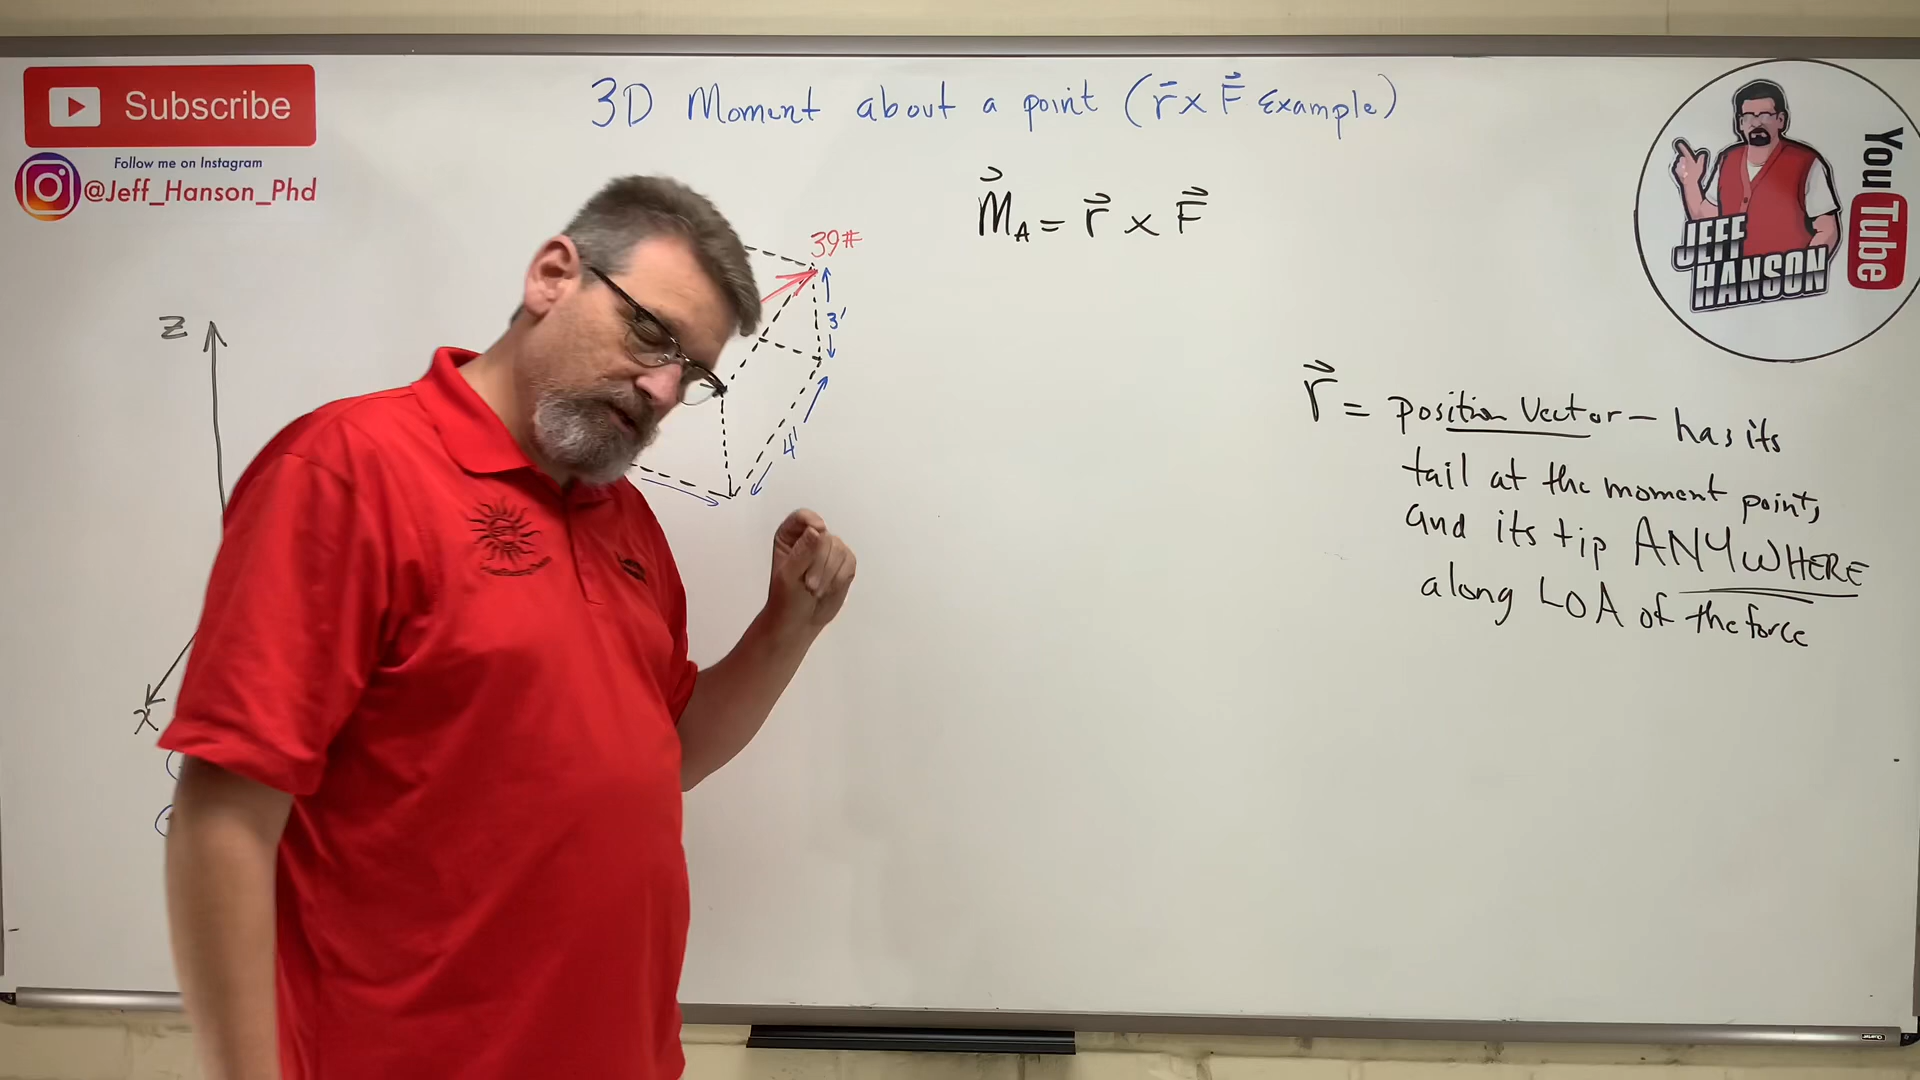 Subscribe
Follow me on Instagram
@Jeff_Hanson_Phd
3D Moment about a point (r⃗ x F⃗ Example)
M⃗A = r⃗ x F⃗
39#
3'
4'
Z
X
r⃗ = position vector – has its
tail at the moment point,
and its tip ANYWHERE
along LOA of the force
JEFF
HANSON
YouTube